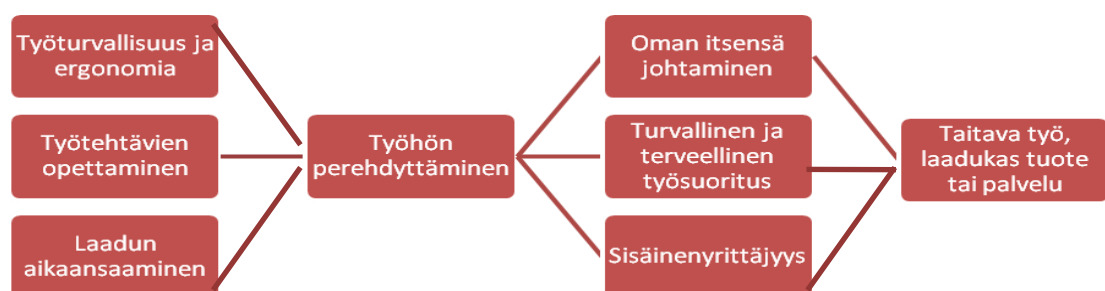 Työturvallisuus ja
ergonomia
Työtehtävien
opettaminen
Laadun
aikaansaaminen
Työhön
perehdyttäminen
Oman itsensä
johtaminen
Turvallinen ja
terveellinen
työsuoritus
Sisäinenyrittäjyys
Taitava työ,
laadukas tuote
tai palvelu